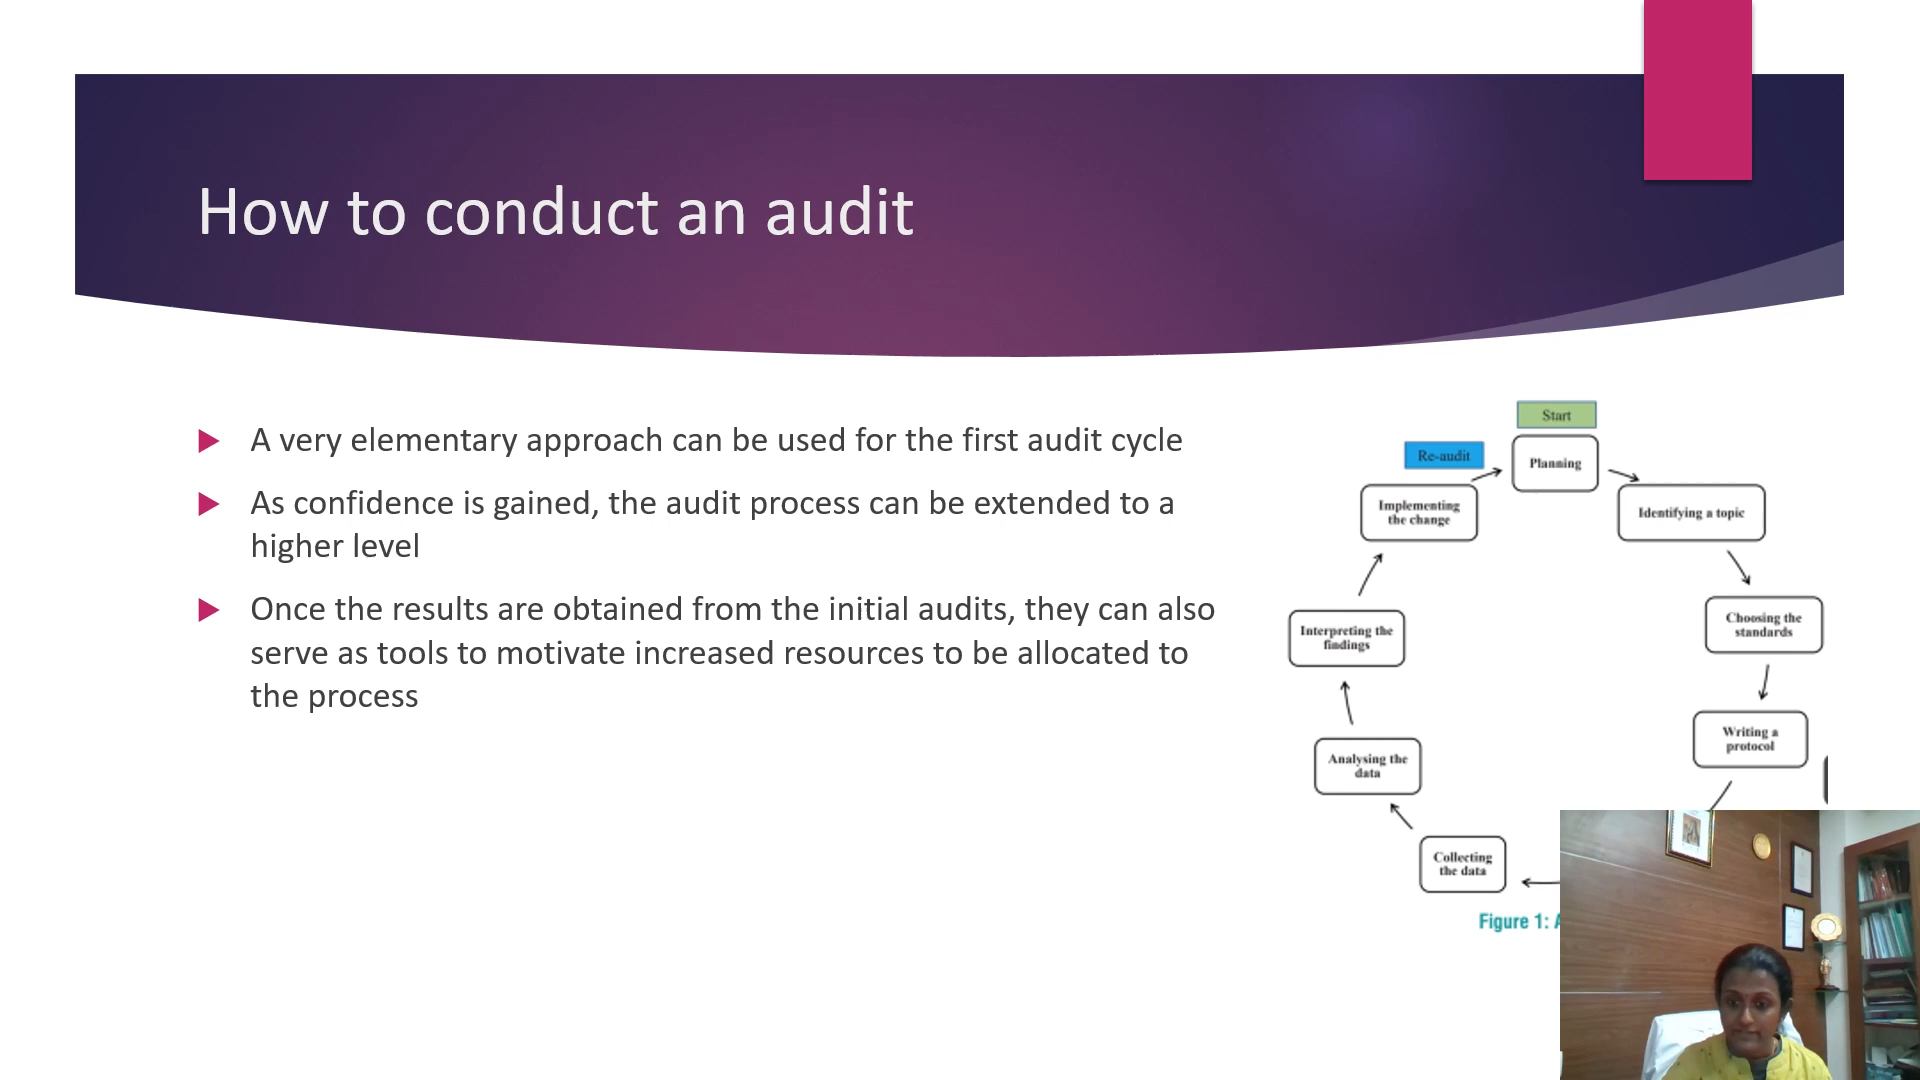 How to conduct an audit
A very elementary approach can be used for the first audit cycle
As confidence is gained, the audit process can be extended to a
higher level
Once the results are obtained from the initial audits, they can also
serve as tools to motivate increased resources to be allocated to
the process
Start
Re-audit
Planning
Implementing
the change
Identifying a topic
Choosing the
standards
Interpreting the
findings
Writing a
protocol
Analysing the
data
Collecting
the data
Figure 1: